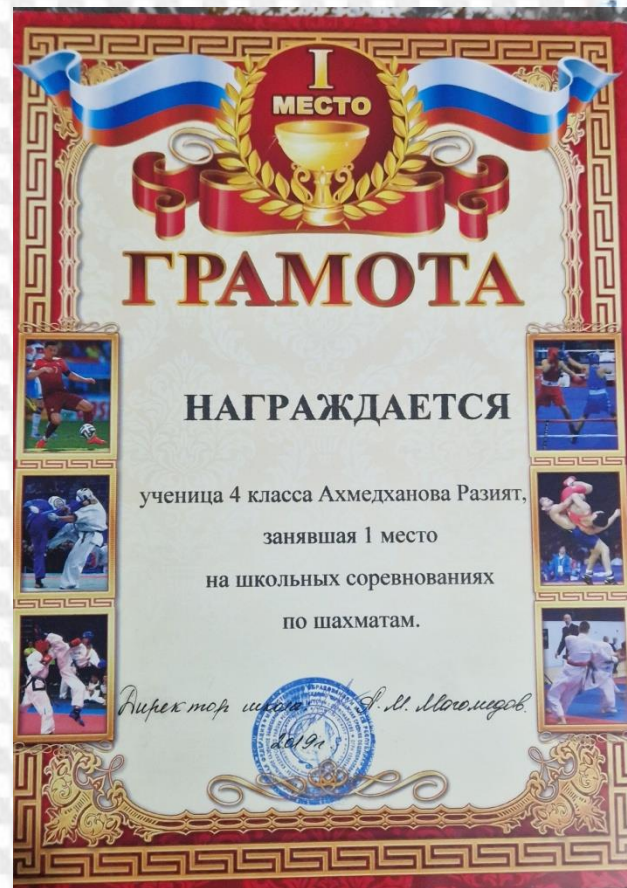 I
МЕСТО
ГРАМОТА
НАГРАЖДАЕТСЯ
ученица 4 класса Ахмедханова Разият,
занявшая 1 место
на школьных соревнованиях
по шахматам.
Директор школы А.М. Магомедов.
2019г